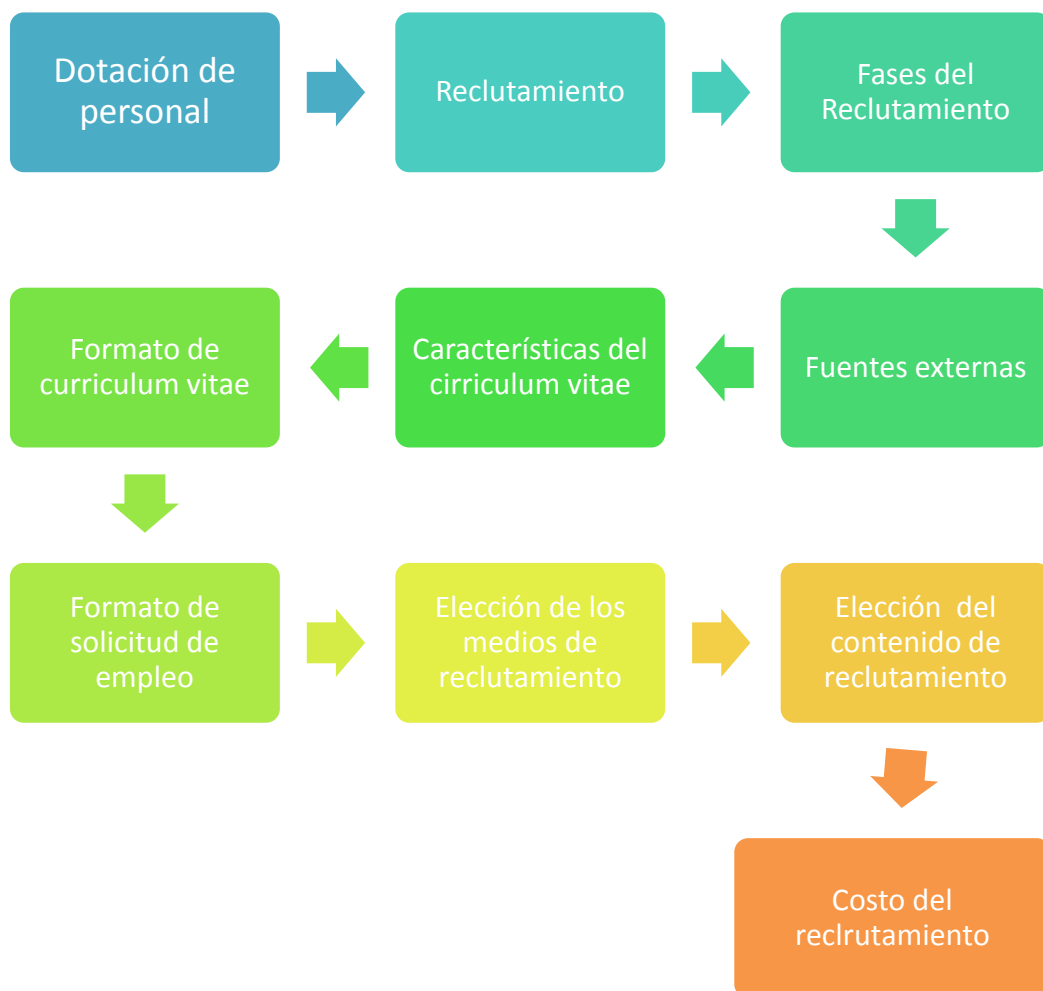 Dotación de
personal
Reclutamiento
Fases del
Reclutamiento
Fuentes externas
Características del
cirriculum vitae
Formato de
curriculum vitae
Formato de
solicitud de
empleo
Elección de los
medios de
reclutamiento
Elección  del
contenido de
reclutamiento
Costo del
reclrutamiento